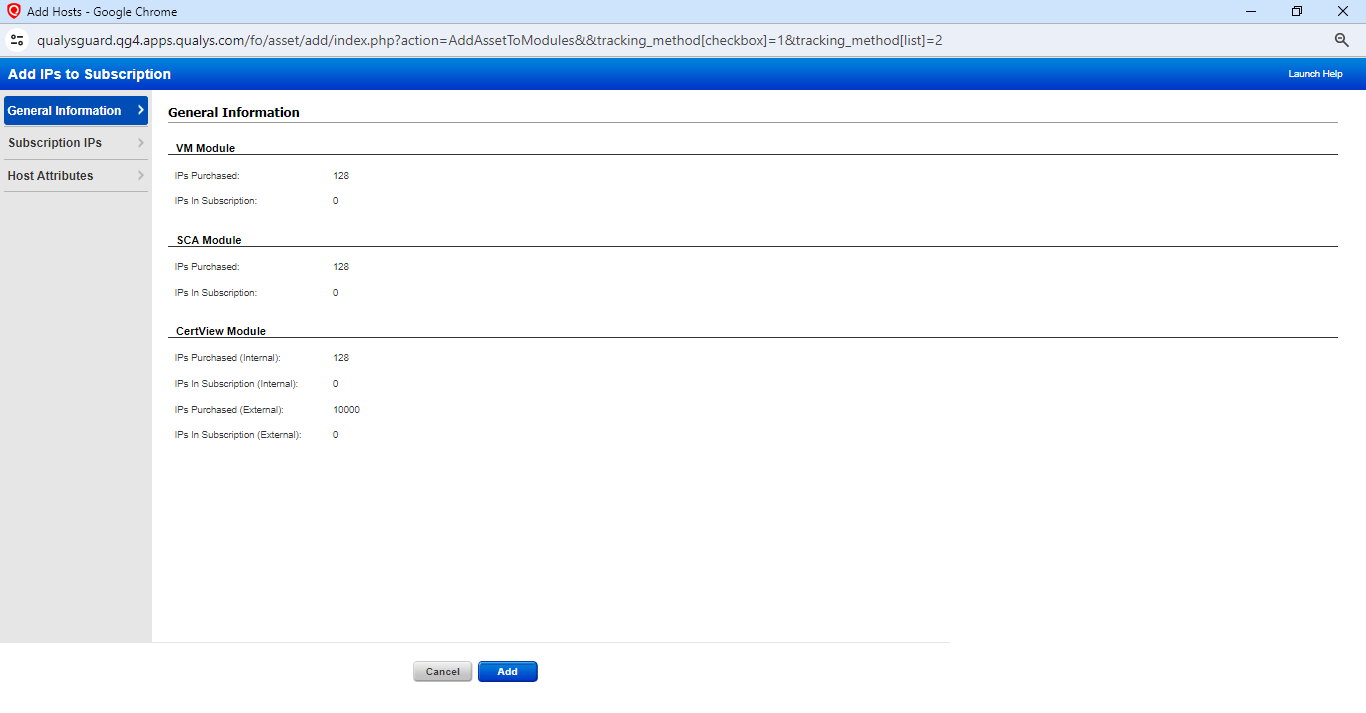 Add Hosts - Google Chrome
qualysguard.qg4.apps.qualys.com/fo/asset/add/index.php?action=AddAssetToModules&&tracking_method[checkbox]=1&tracking_method[list]=2
Add IPs to Subscription
Launch Help
General Information
Subscription IPs
Host Attributes
General Information
VM Module
IPs Purchased: 128
IPs In Subscription: 0
SCA Module
IPs Purchased: 128
IPs In Subscription: 0
CertView Module
IPs Purchased (Internal): 128
IPs In Subscription (Internal): 0
IPs Purchased (External): 10000
IPs In Subscription (External): 0
Cancel
Add